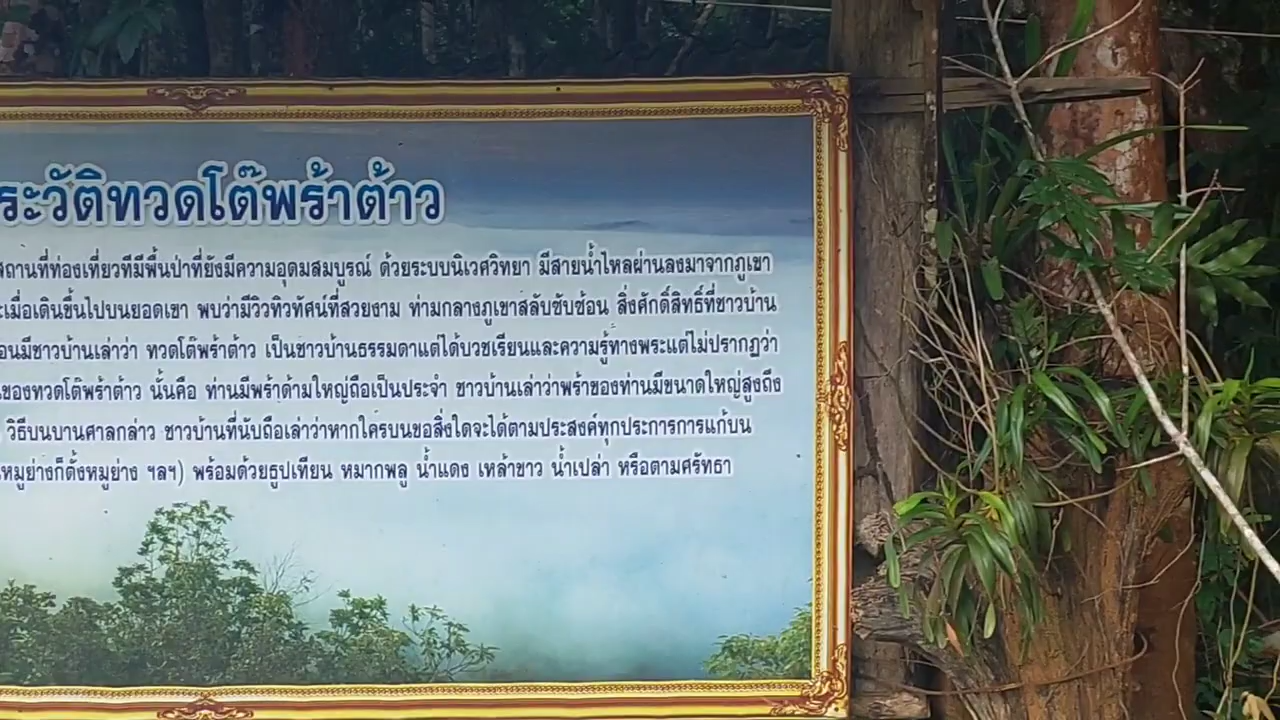 ระวัติทวดโต๊ะพร้าต้าว
สถานที่ท่องเที่ยวทีมีพื้นป่าที่ยังมีความอุดมสมบูรณ์ ด้วยระบบนิเวศวิทยา มีสายน้ำไหลผ่านลงมาจากภูเขา
เมื่อเดินขึ้นไปบนยอดเขา พบว่ามีวิวทิวทัศน์ที่สวยงาม ท่ามกลางภูเขาสลับซับซ้อน สิ่งศักดิ์สิทธิ์ที่ชาวบ้าน
อนมีชาวบ้านเล่าว่า ทวดโต๊ะพร้าต้าว เป็นชาวบ้านธรรมดาแต่ได้บวชเรียนและความรู้ทางพระแต่ไม่ปรากฏว่า
ของทวดโต๊ะพร้าต้าว นั้นคือ ท่านมีพร้าด้ามใหญ่ถือเป็นประจำ ชาวบ้านเล่าว่าพร้าของท่านมีขนาดใหญ่สูงถึง
วิธีบนบานศาลกล่าว ชาวบ้านที่นับถือเล่าว่าหากใครบนขอสิ่งใดจะได้ตามประสงค์ทุกประการการแก้บน
หมูย่างก็ตั้งหมูย่าง ฯลฯ) พร้อมด้วยธูปเทียน หมากพลู น้ำแดง เหล้าขาว น้ำเปล่า หรือตามศรัทธา